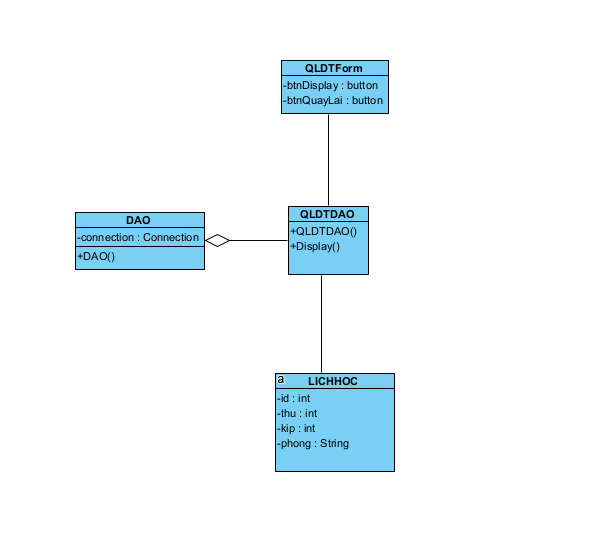 QLDTForm
-btnDisplay : button
-btnQuayLai : button
DAO
-connection : Connection
+DAO()
QLDTDAO
+QLDTDAO()
+Display()
a
LICHHOC
-id : int
-thu : int
-kip : int
-phong : String